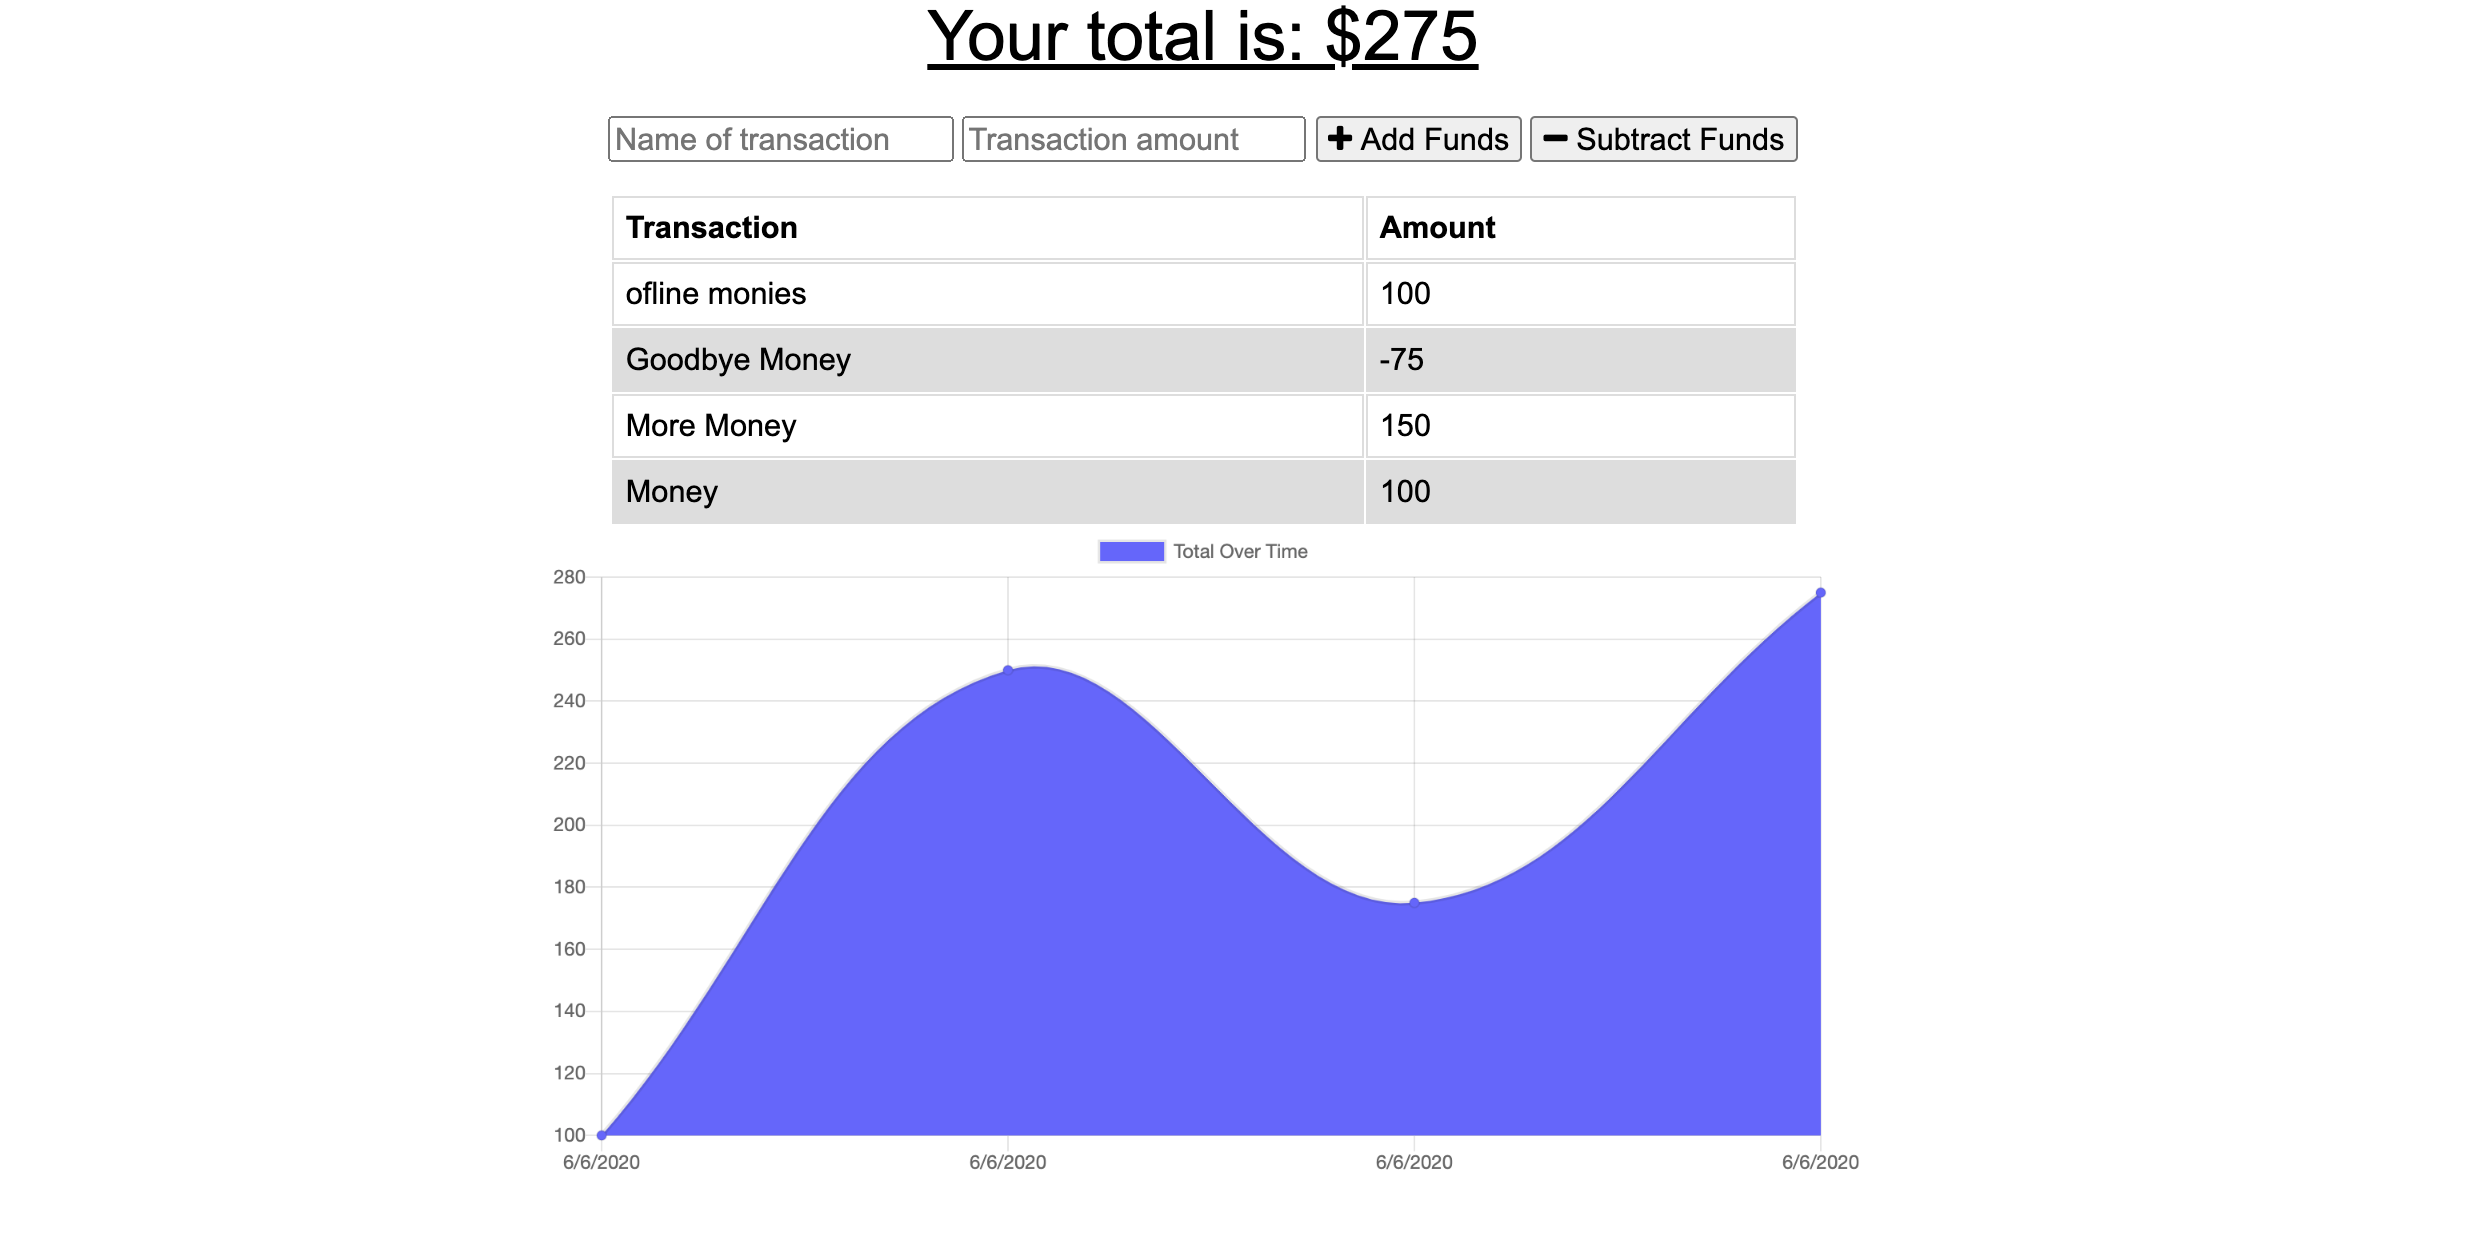 Your total is: $275
Name of transaction Transaction amount Add Funds Subtract Funds
Transaction Amount
ofline monies 100
Goodbye Money -75
More Money 150
Money 100
Total Over Time
280
260
240
220
200
180
160
140
120
100
6/6/2020 6/6/2020 6/6/2020 6/6/2020